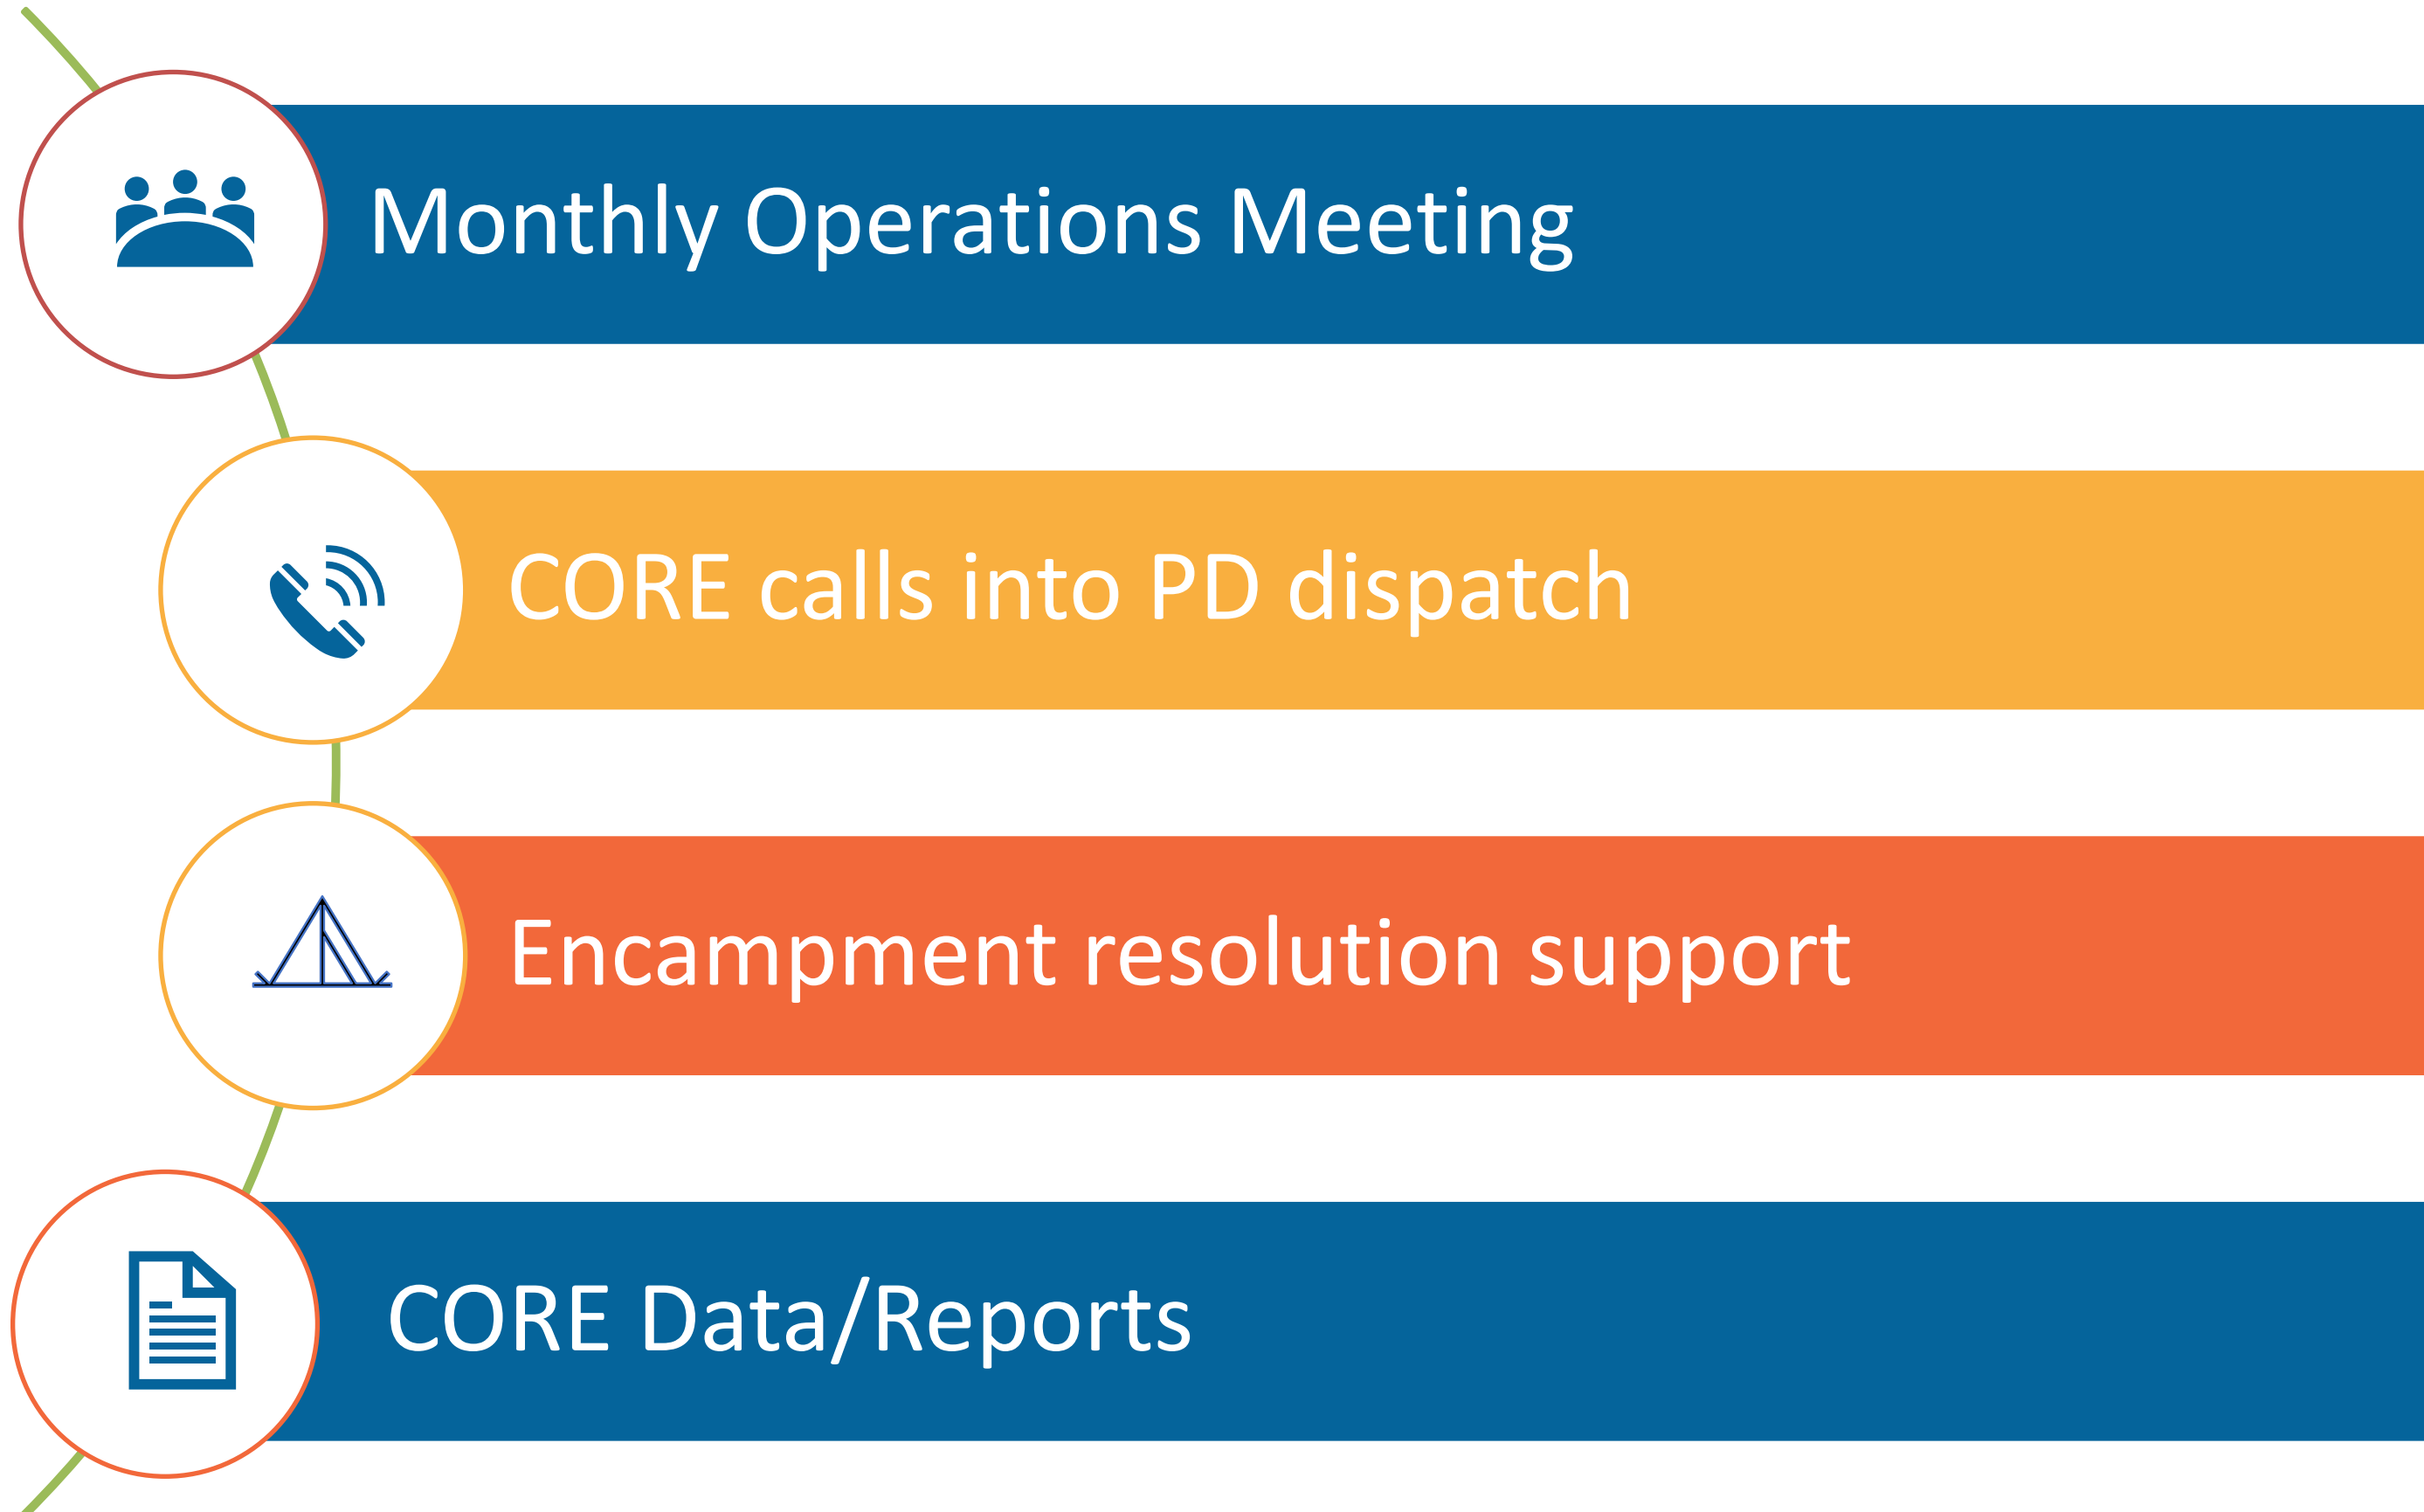 Monthly Operations Meeting
CORE calls into PD dispatch
Encampment resolution support
CORE Data/Reports